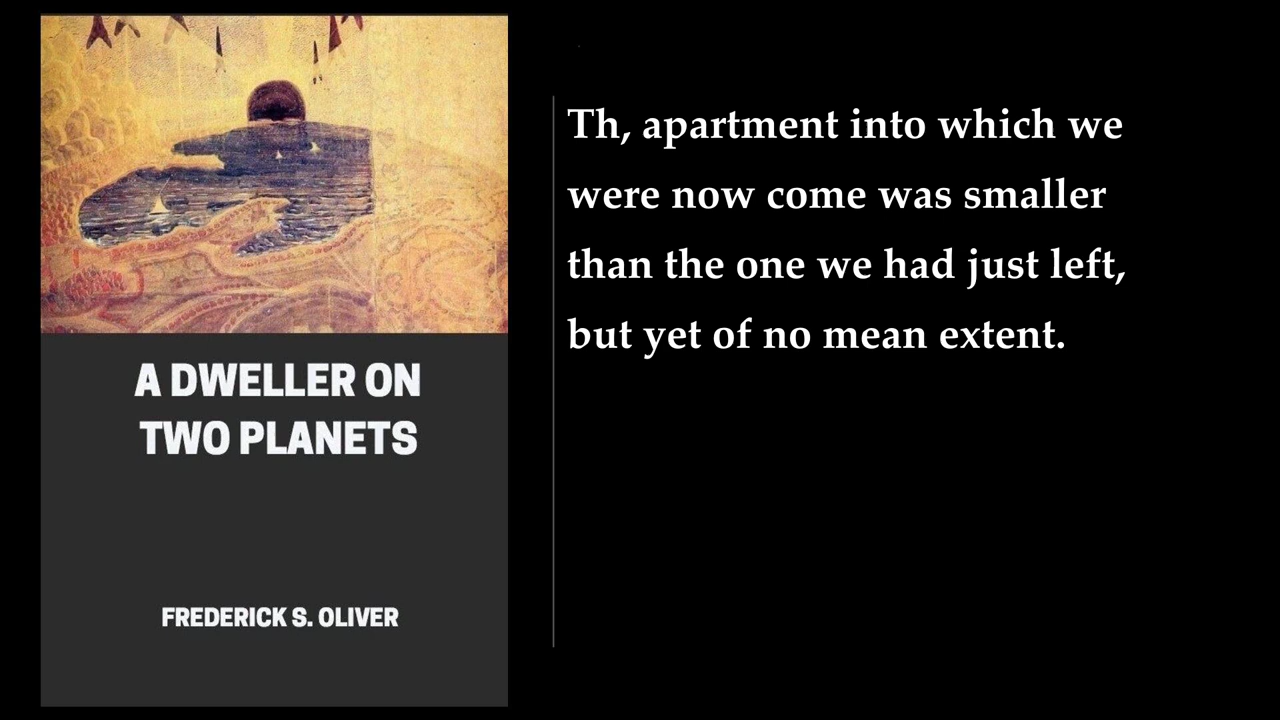 A DWELLER ON
TWO PLANETS
FREDERICK S. OLIVER
Th, apartment into which we
were now come was smaller
than the one we had just left,
but yet of no mean extent.